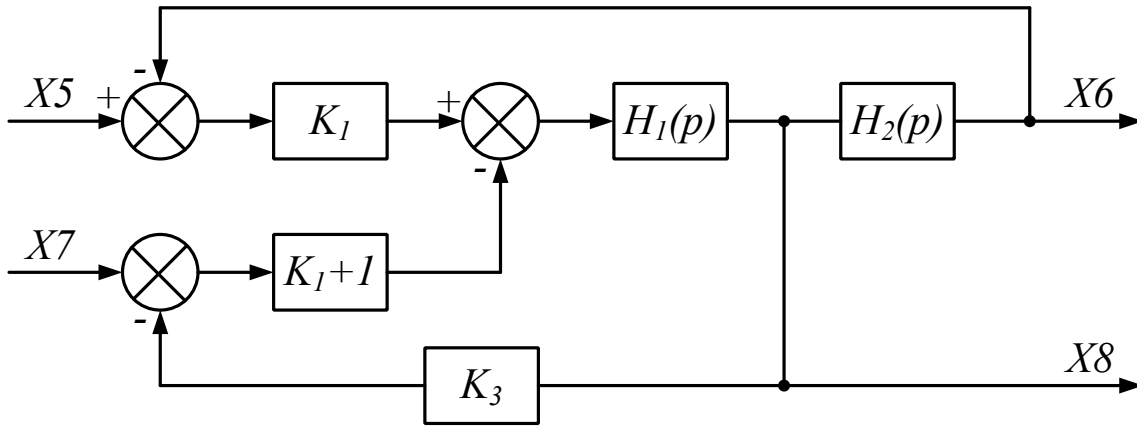 -
X5 + K₁ + H₁(p) H₂(p) X6
-
X7 K₁+1
-
K₃ X8